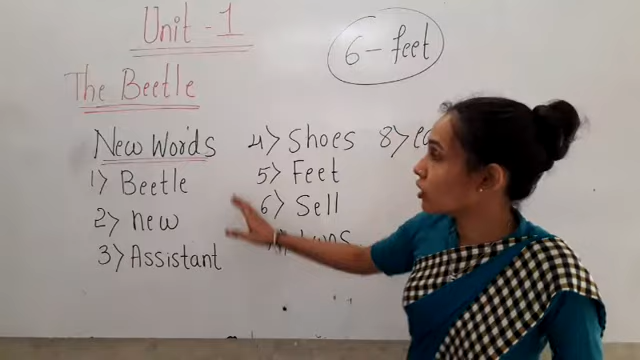 Unit - 1
6 - feet
The Beetle
New Words
1> Beetle
2> new
3> Assistant
4> Shoes
5> Feet
6> Sell
8>